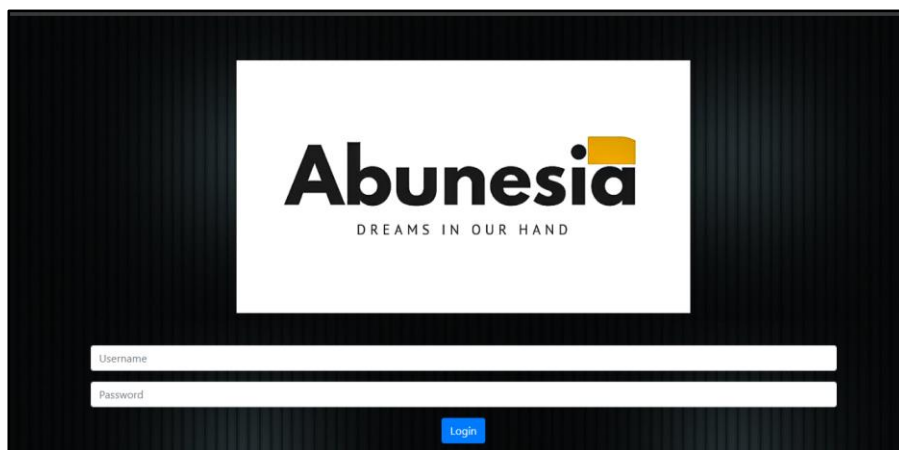 Abunesia
DREAMS IN OUR HAND
Username
Password
Login